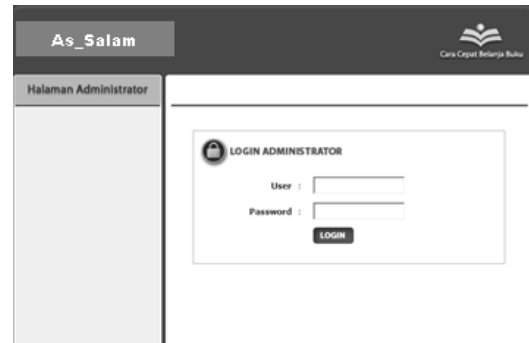 As_Salam
Cara Cepat Belanja Buku
Halaman Administrator
LOGIN ADMINISTRATOR
User :
Password :
LOGIN